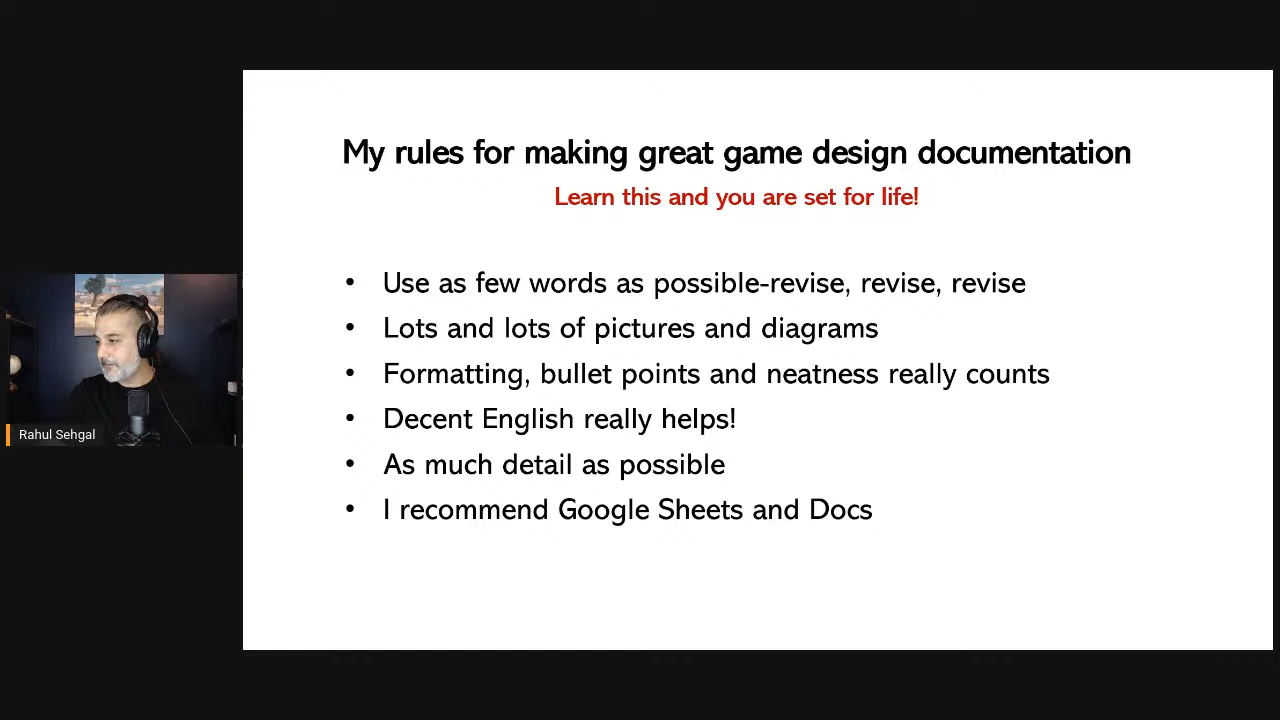 My rules for making great game design documentation
Learn this and you are set for life!
• Use as few words as possible-revise, revise, revise
• Lots and lots of pictures and diagrams
• Formatting, bullet points and neatness really counts
• Decent English really helps!
• As much detail as possible
• I recommend Google Sheets and Docs
Rahul Sehgal